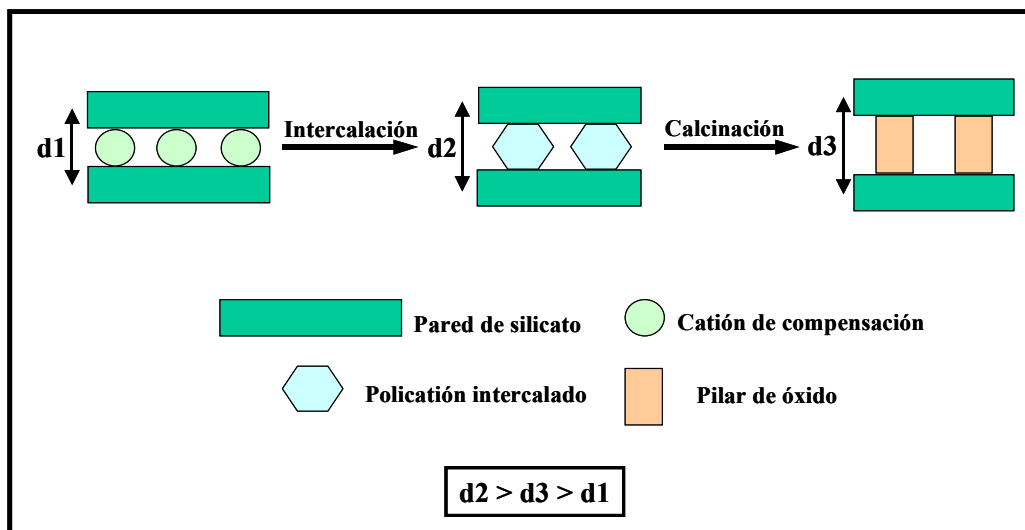 d1
Intercalación
d2
Calcinación
d3
Pared de silicato
Catión de compensación
Policatión intercalado
Pilar de óxido
d2 > d3 > d1